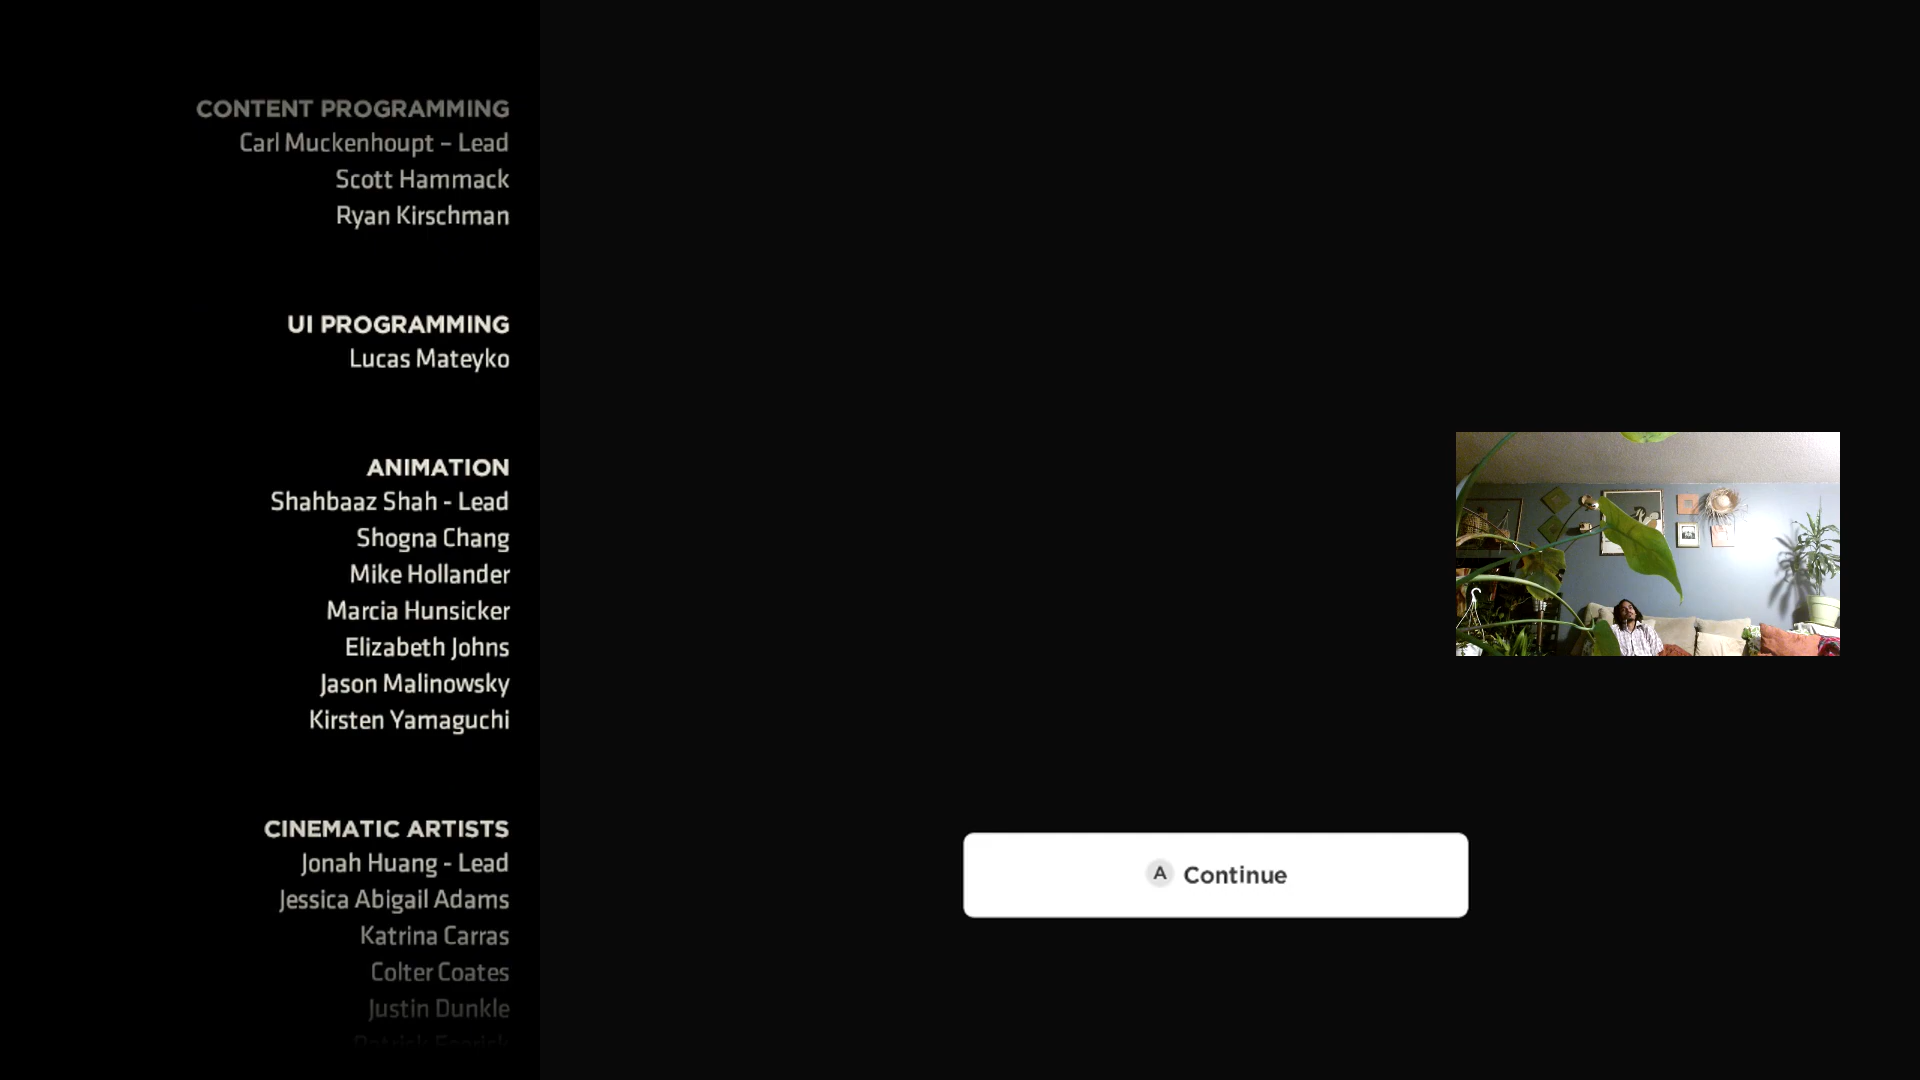 CONTENT PROGRAMMING
Carl Muckenhoupt – Lead
Scott Hammack
Ryan Kirschman
UI PROGRAMMING
Lucas Mateyko
ANIMATION
Shahbaaz Shah - Lead
Shogna Chang
Mike Hollander
Marcia Hunsicker
Elizabeth Johns
Jason Malinowsky
Kirsten Yamaguchi
CINEMATIC ARTISTS
Jonah Huang - Lead
Jessica Abigail Adams
Katrina Carras
Colter Coates
Justin Dunkle
A Continue